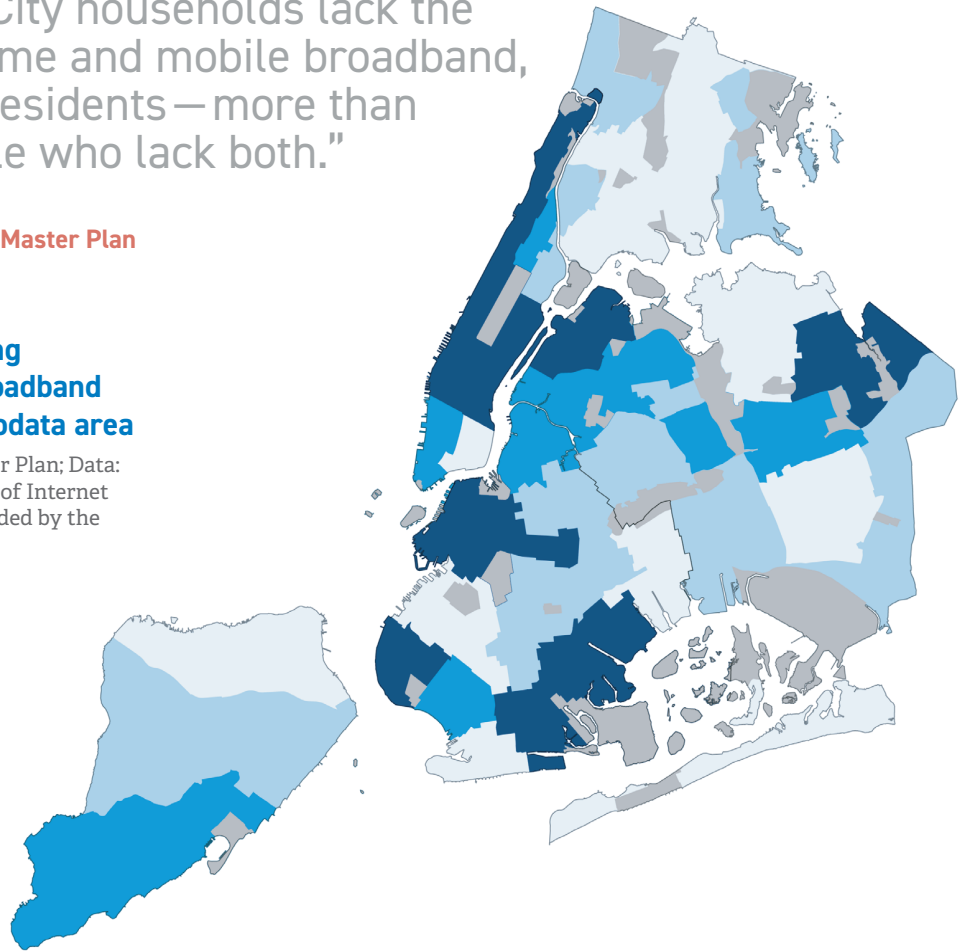 City households lack the
me and mobile broadband,
esidents — more than
le who lack both.”
Master Plan
ng
oadband
odata area
r Plan; Data:
of Internet
ded by the